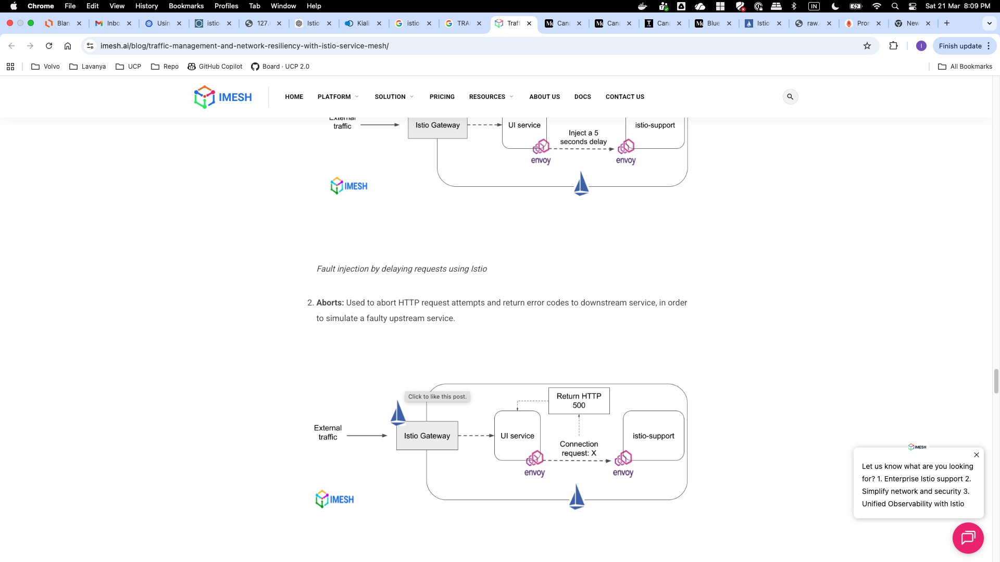 Chrome File Edit View History Bookmarks Profiles Tab Window Help IN Sat 21 Mar 8:09 PM
Blan Inbo Usin istio 127. Istio Kiali istio TRA Traf Cana Cana Cana Blue Istio raw. Pron New
imesh.ai/blog/traffic-management-and-network-resiliency-with-istio-service-mesh/ I Finish update
Volvo Lavanya UCP Repo GitHub Copilot Board · UCP 2.0 All Bookmarks
IMESH HOME PLATFORM SOLUTION PRICING RESOURCES ABOUT US DOCS CONTACT US
External
traffic
Istio Gateway
UI service
Inject a 5
seconds delay
istio-support
envoy
envoy
IMESH
Fault injection by delaying requests using Istio
2. Aborts: Used to abort HTTP request attempts and return error codes to downstream service, in order
to simulate a faulty upstream service.
Click to like this post.
Return HTTP
500
External
traffic
Istio Gateway
UI service
Connection
request: X
istio-support
envoy
envoy
IMESH
IMESH
Let us know what are you looking
for? 1. Enterprise Istio support 2.
Simplify network and security 3.
Unified Observability with Istio